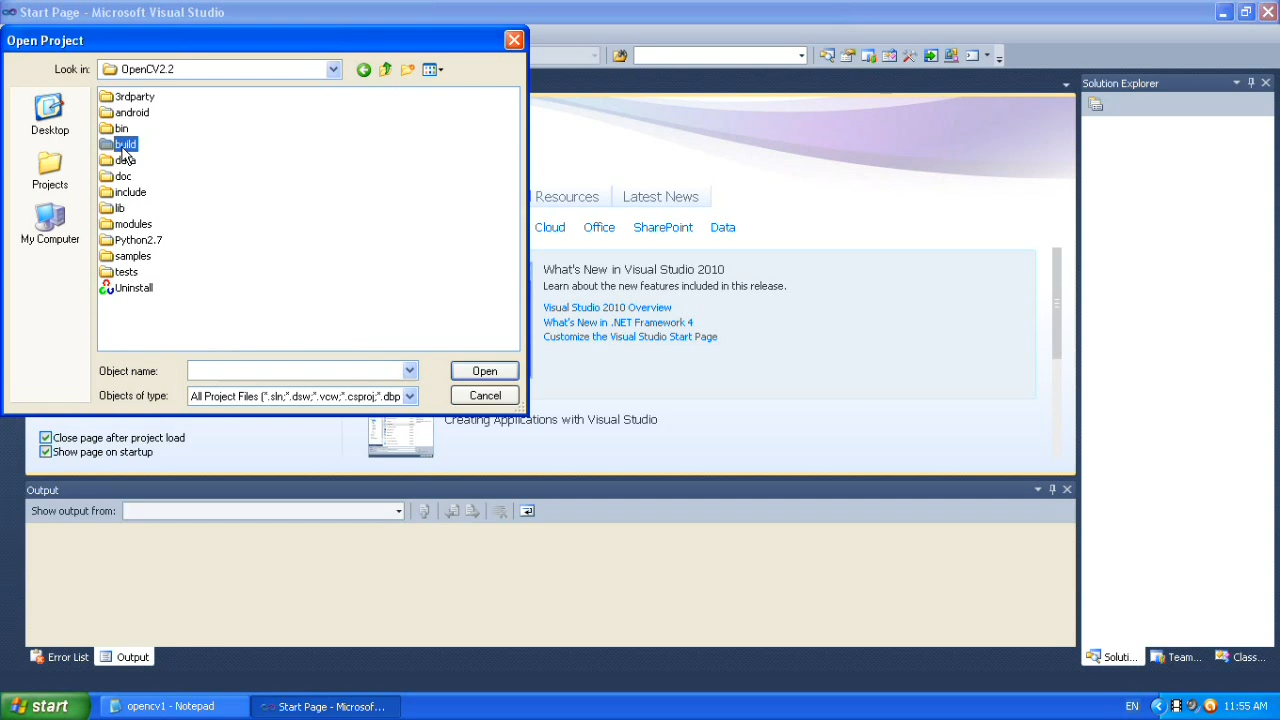 Start Page - Microsoft Visual Studio
Open Project
Look in:
OpenCV2.2
3rdparty
android
bin
build
data
doc
include
lib
modules
Python2.7
samples
tests
Uninstall
Desktop
Projects
My Computer
Object name:
Open
Objects of type:
All Project Files (*.sln;*.dsw;*.vcw;*.csproj;*.dbp
Cancel
Resources
Latest News
Cloud
Office
SharePoint
Data
What's New in Visual Studio 2010
Learn about the new features included in this release.
Visual Studio 2010 Overview
What's New in .NET Framework 4
Customize the Visual Studio Start Page
Creating Applications with Visual Studio
Close page after project load
Show page on startup
Solution Explorer
Output
Show output from:
Error List
Output
Soluti...
Team...
Class...
start
opencv1 - Notepad
Start Page - Microsof...
EN
11:55 AM